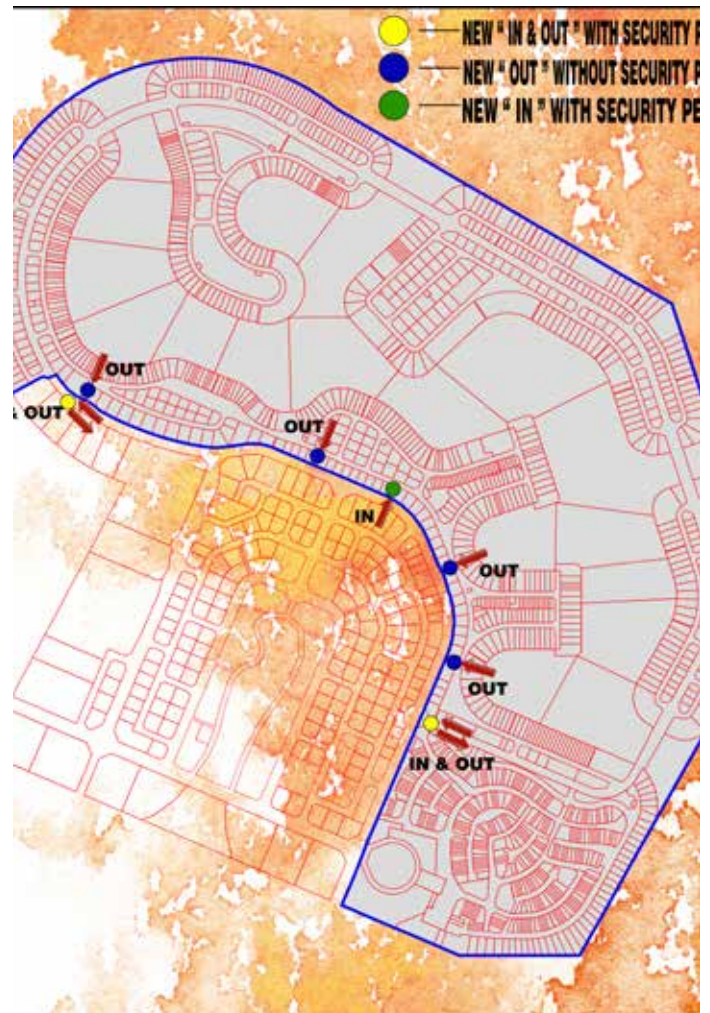 NEW " IN & OUT " WITH SECURITY
NEW " OUT " WITHOUT SECURITY
NEW " IN " WITH SECURITY
OUT
& OUT
OUT
IN
OUT
OUT
IN & OUT